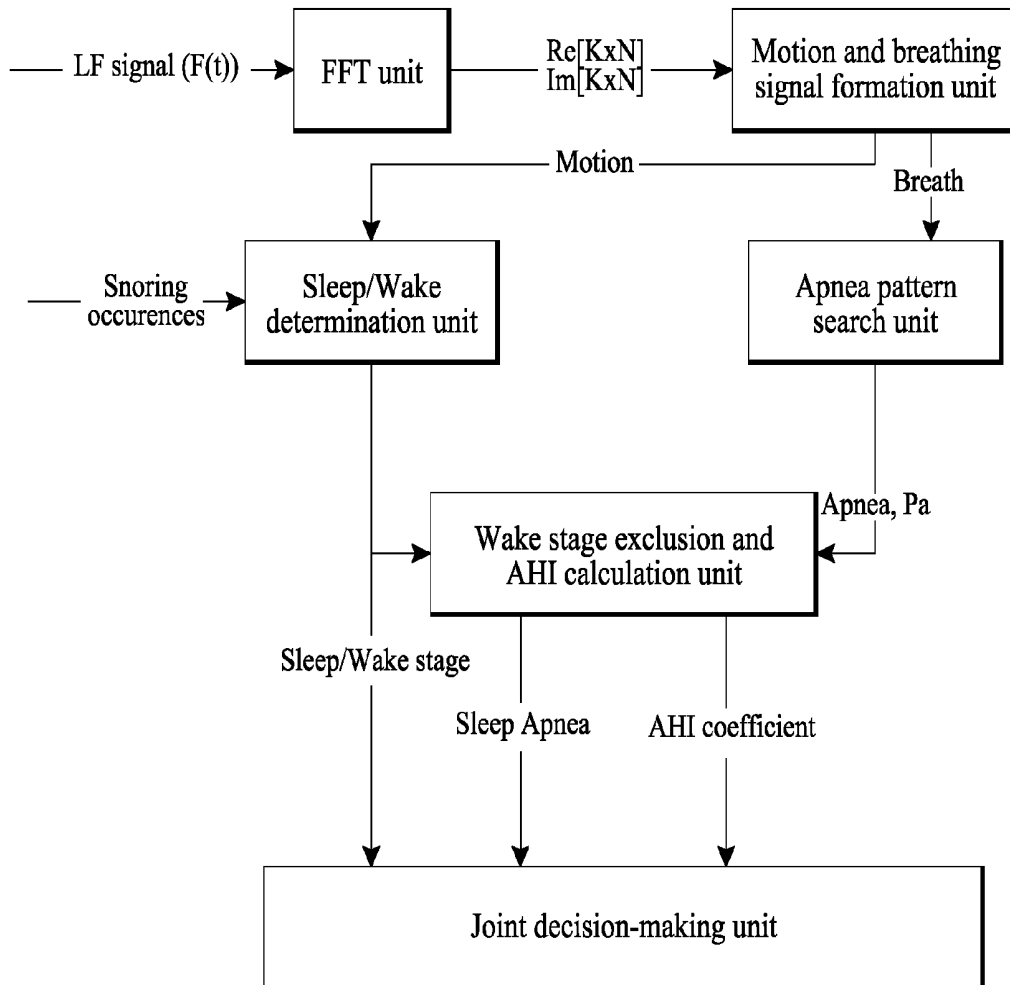 LF signal (F(t))
FFT unit
Re[KxN]
Im[KxN]
Motion and breathing
signal formation unit
Motion
Breath
Snoring
occurences
Sleep/Wake
determination unit
Apnea pattern
search unit
Apnea, Pa
Wake stage exclusion and
AHI calculation unit
Sleep/Wake stage
Sleep Apnea
AHI coefficient
Joint decision-making unit